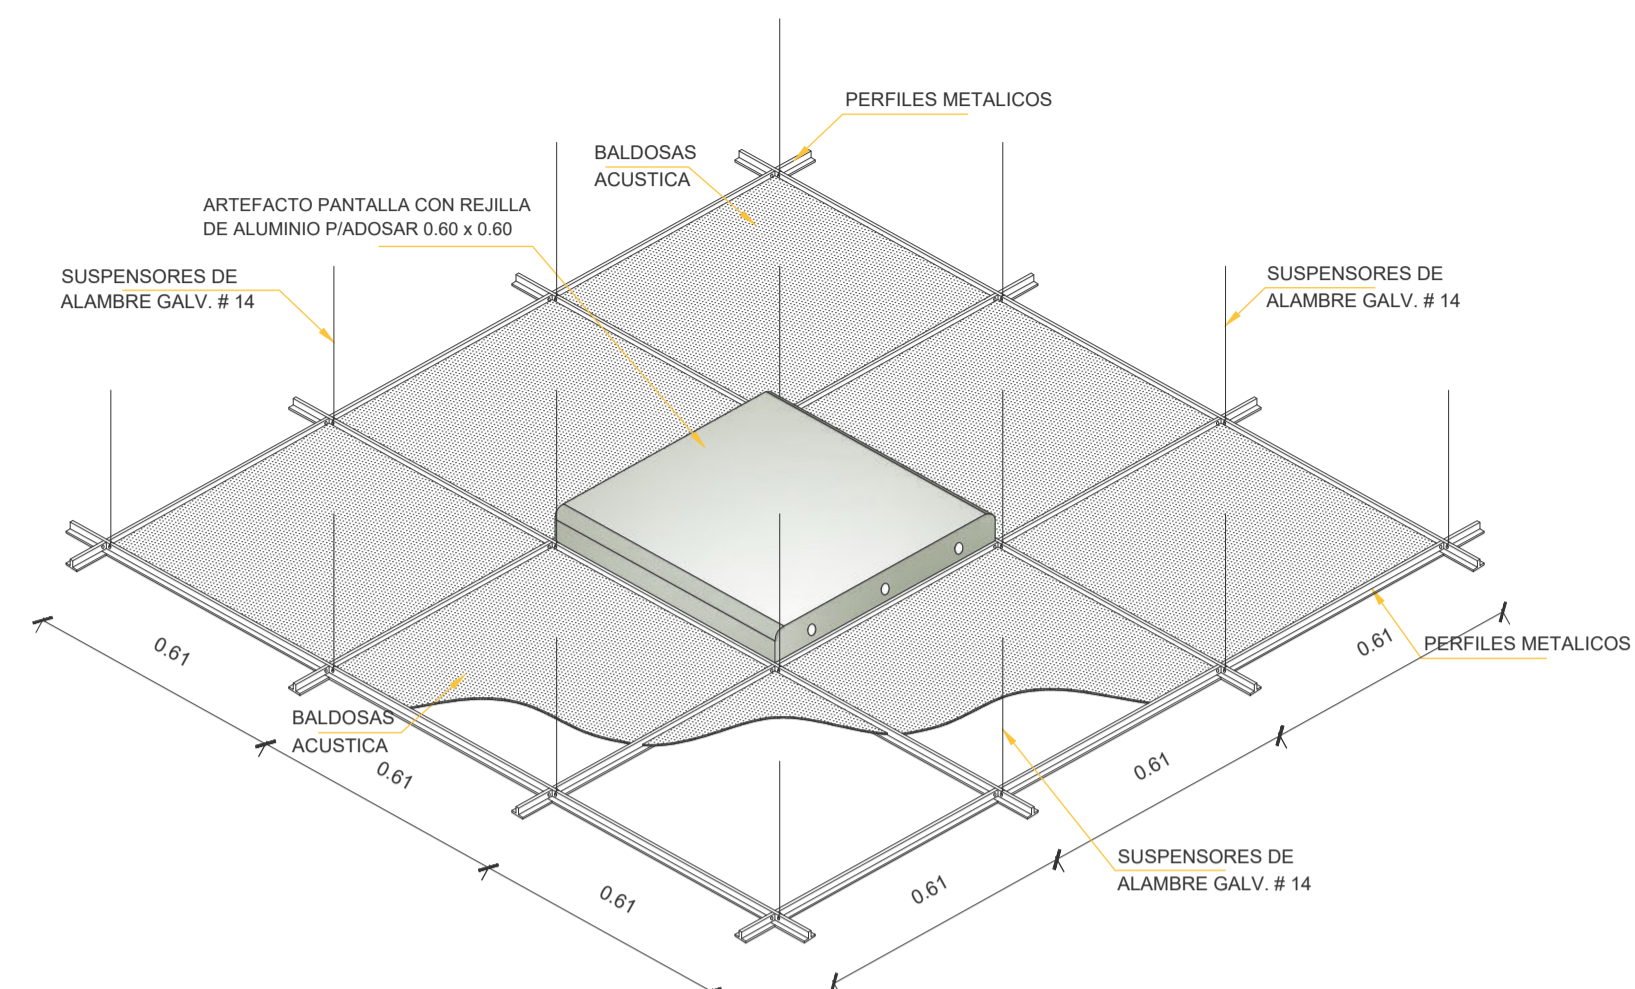 PERFILES METALICOS
BALDOSAS
ACUSTICA
ARTEFACTO PANTALLA CON REJILLA
DE ALUMINIO P/ADOSAR 0.60 x 0.60
SUSPENSORES DE
ALAMBRE GALV. # 14
SUSPENSORES DE
ALAMBRE GALV. # 14
0.61
0.61
PERFILES METALICOS
BALDOSAS
ACUSTICA
0.61
0.61
0.61
0.61
SUSPENSORES DE
ALAMBRE GALV. # 14